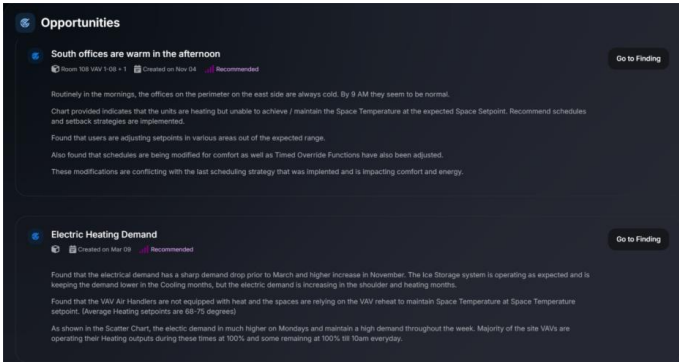 Opportunities
South offices are warm in the afternoon
Room 108 VAV 1-08 + 1 Created on Nov 04 Recommended
Go to Finding
Routinely in the mornings, the offices on the perimeter on the east side are always cold. By 9 AM they seem to be normal.
Chart provided indicates that the units are heating but unable to achieve / maintain the Space Temperature at the expected Space Setpoint. Recommend schedules
and setback strategies are implemented.
Found that users are adjusting setpoints in various areas out of the expected range.
Also found that schedules are being modified for comfort as well as Timed Override Functions have also been adjusted.
These modifications are conflicting with the last scheduling strategy that was implented and is impacting comfort and energy.
Electric Heating Demand
Created on Mar 09 Recommended
Go to Finding
Found that the electrical demand has a sharp demand drop prior to March and higher increase in November. The Ice Storage system is operating as expected and is
keeping the demand lower in the Cooling months, but the electric demand is increasing in the shoulder and heating months.
Found that the VAV Air Handlers are not equipped with heat and the spaces are relying on the VAV reheat to maintain Space Temperature at Space Temperature
setpoint. (Average Heating setpoints are 68-75 degrees)
As shown in the Scatter Chart, the electic demand in much higher on Mondays and maintain a high demand throughout the week. Majority of the site VAVs are
operating their Heating outputs during these times at 100% and some remainng at 100% till 10am everyday.